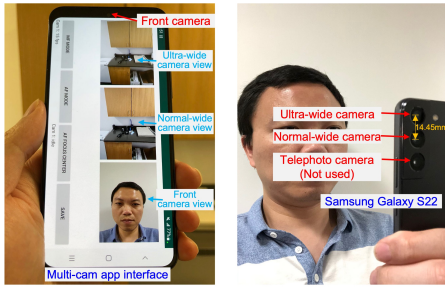 Front camera
Ultra-wide
camera view
Normal-wide
camera view
Front
camera view
AF MODE
AF MODE
AF FOCUS CENTER
SAVE
Multi-cam app interface
Ultra-wide camera
14.45mm
Normal-wide camera
Telephoto camera
(Not used)
Samsung Galaxy S22